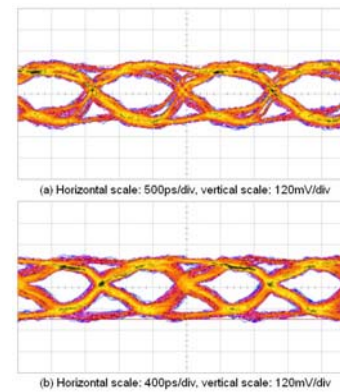 (a) Horizontal scale: 500ps/div, vertical scale: 120mV/div
(b) Horizontal scale: 400ps/div, vertical scale: 120mV/div